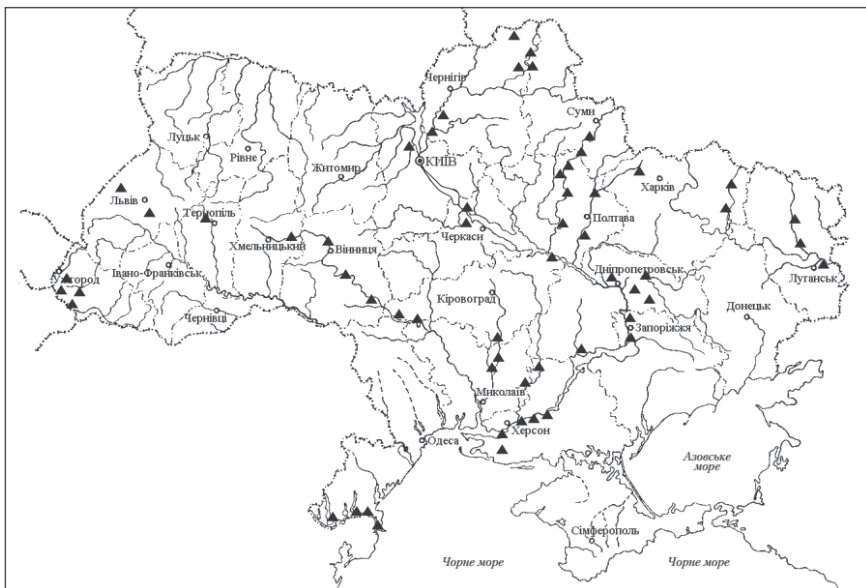 Чернігів
Суми
Луцьк
Рівне
КИЇВ
Житомир
Харків
Львів
Тернопіль
Полтава
Хмельницький
Вінниця
Черкаси
Ужгород
Івано-Франківськ
Дніпропетровськ
Луганськ
Кіровоград
Чернівці
Донецьк
Запоріжжя
Миколаїв
Херсон
Одеса
Азовське
море
Сімферополь
Чорне море
Чорне море